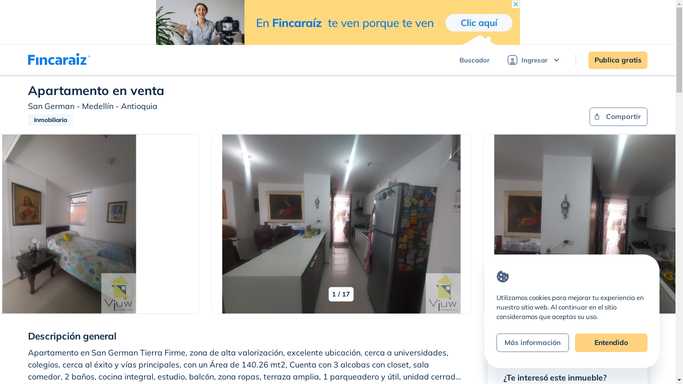 En Fincaraíz te ven porque te ven
Clic aquí
Fincaraiz
Buscador
Ingresar
Publica gratis
Apartamento en venta
San German - Medellín - Antioquia
Inmobiliaria
Compartir
1 / 17
Utilizamos cookies para mejorar tu experiencia en
nuestro sitio web. Al continuar en el sitio
consideramos que aceptas su uso.
Más información
Entendido
Descripción general
Apartamento en San German Tierra Firme, zona de alta valorización, excelente ubicación, cerca a universidades,
colegios, cerca al éxito y vías principales, con un Área de 140.26 mt2, Cuenta con 3 alcobas con closet, sala
comedor, 2 baños, cocina integral, estudio, balcón, zona ropas, terraza amplia, 1 parqueadero y útil, unidad cerrad...
¿Te interesó este inmueble?